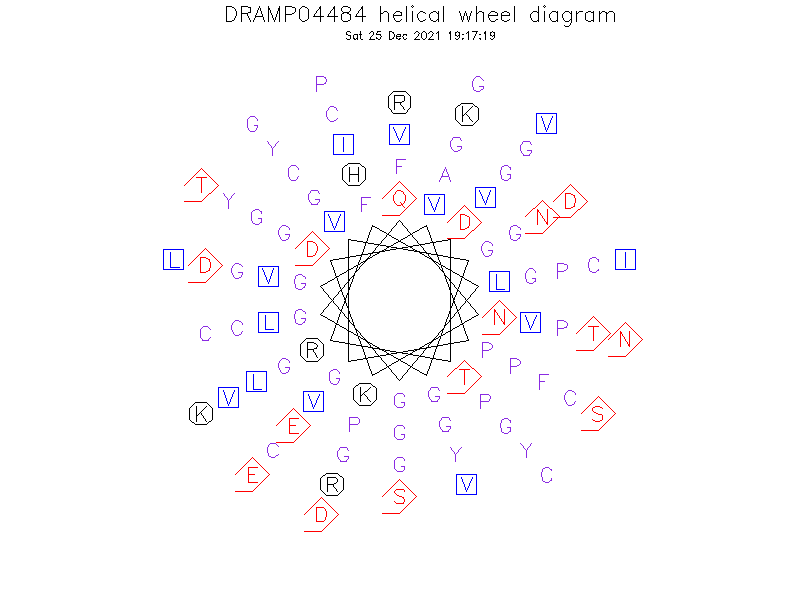 DRAMP04484 helical wheel diagram
Sat 25 Dec 2021 19:17:19
P G
R
C K
G V
V
Y I G G
C H F A G
T
Y G F Q V V D
G V D N
G G
D G
L D C I
G V G L G P
L G N V
C C P T N
R P
G P
L G T F
V V K G G P C
K S
E P G G G
C G Y Y
G
E C
R V
S
D